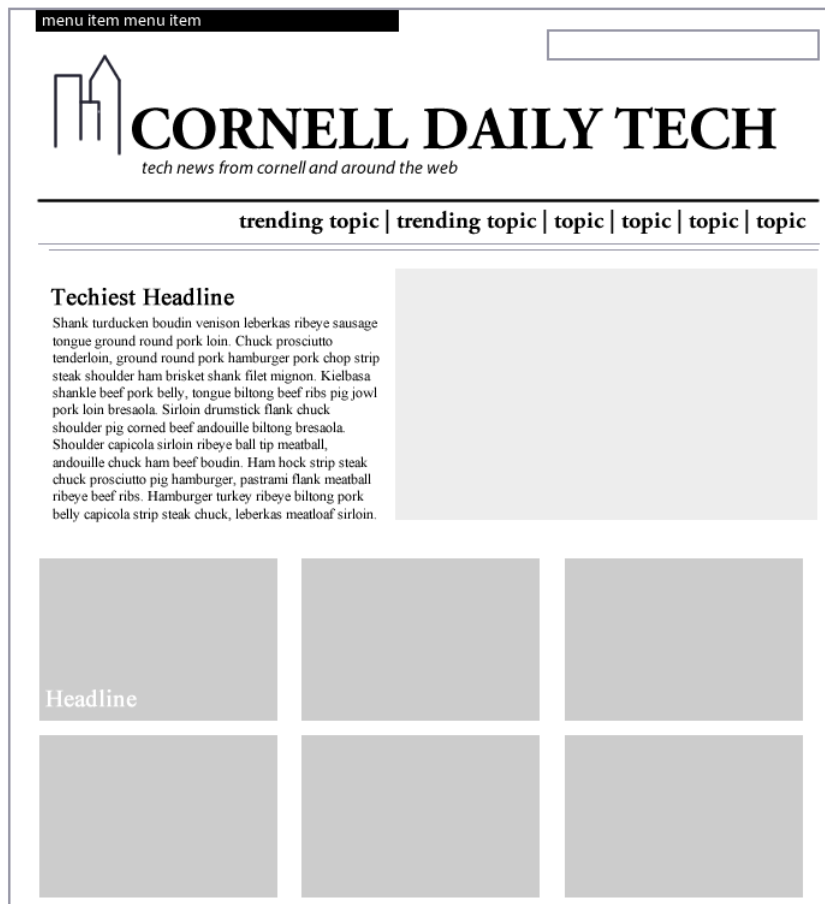 menu item menu item
CORNELL DAILY TECH
tech news from cornell and around the web
trending topic | trending topic | topic | topic | topic | topic
Techiest Headline
Shank turducken boudin venison leberkas ribeye sausage
tongue ground round pork loin. Chuck prosciutto
tenderloin, ground round pork hamburger pork chop strip
steak shoulder ham brisket shank filet mignon. Kielbasa
shankle beef pork belly, tongue biltong beef ribs pig jowl
pork loin bresaola. Sirloin drumstick flank chuck
shoulder pig corned beef andouille biltong bresaola.
Shoulder capicola sirloin ribeye ball tip meatball,
andouille chuck ham beef boudin. Ham hock strip steak
chuck prosciutto pig hamburger, pastrami flank meatball
ribeye beef ribs. Hamburger turkey ribeye biltong pork
belly capicola strip steak chuck, leberkas meatloaf sirloin.
Headline